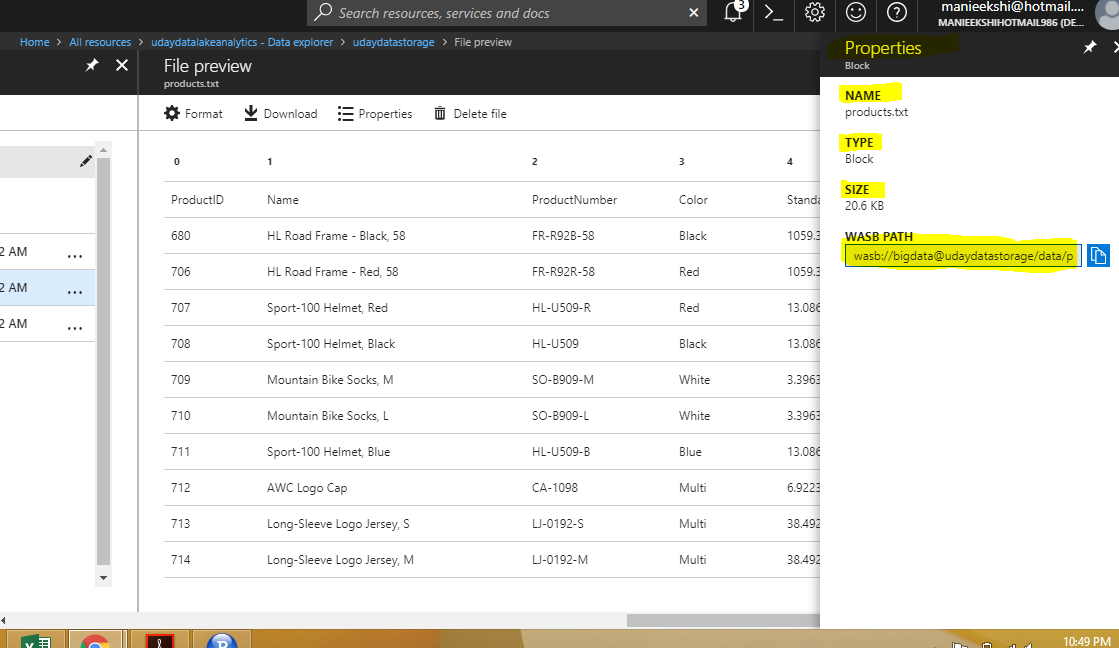 Search resources, services and docs
3
manieekshi@hotmail....
MANIEEKSHIHOTMAIL986 (DE...
Home > All resources > udaydatalakeanalytics - Data explorer > udaydatastorage > File preview
File preview
products.txt
Format Download Properties Delete file
0 1 2 3 4
ProductID Name ProductNumber Color Standa
680 HL Road Frame - Black, 58 FR-R92B-58 Black 1059.3
706 HL Road Frame - Red, 58 FR-R92R-58 Red 1059.3
707 Sport-100 Helmet, Red HL-U509-R Red 13.086
708 Sport-100 Helmet, Black HL-U509 Black 13.086
709 Mountain Bike Socks, M SO-B909-M White 3.3963
710 Mountain Bike Socks, L SO-B909-L White 3.3963
711 Sport-100 Helmet, Blue HL-U509-B Blue 13.086
712 AWC Logo Cap CA-1098 Multi 6.9223
713 Long-Sleeve Logo Jersey, S LJ-0192-S Multi 38.492
714 Long-Sleeve Logo Jersey, M LJ-0192-M Multi 38.492
2 AM ...
2 AM ...
2 AM ...
Properties
Block
NAME
products.txt
TYPE
Block
SIZE
20.6 KB
WASB PATH
wasb://bigdata@udaydatastorage/data/p
10:49 PM